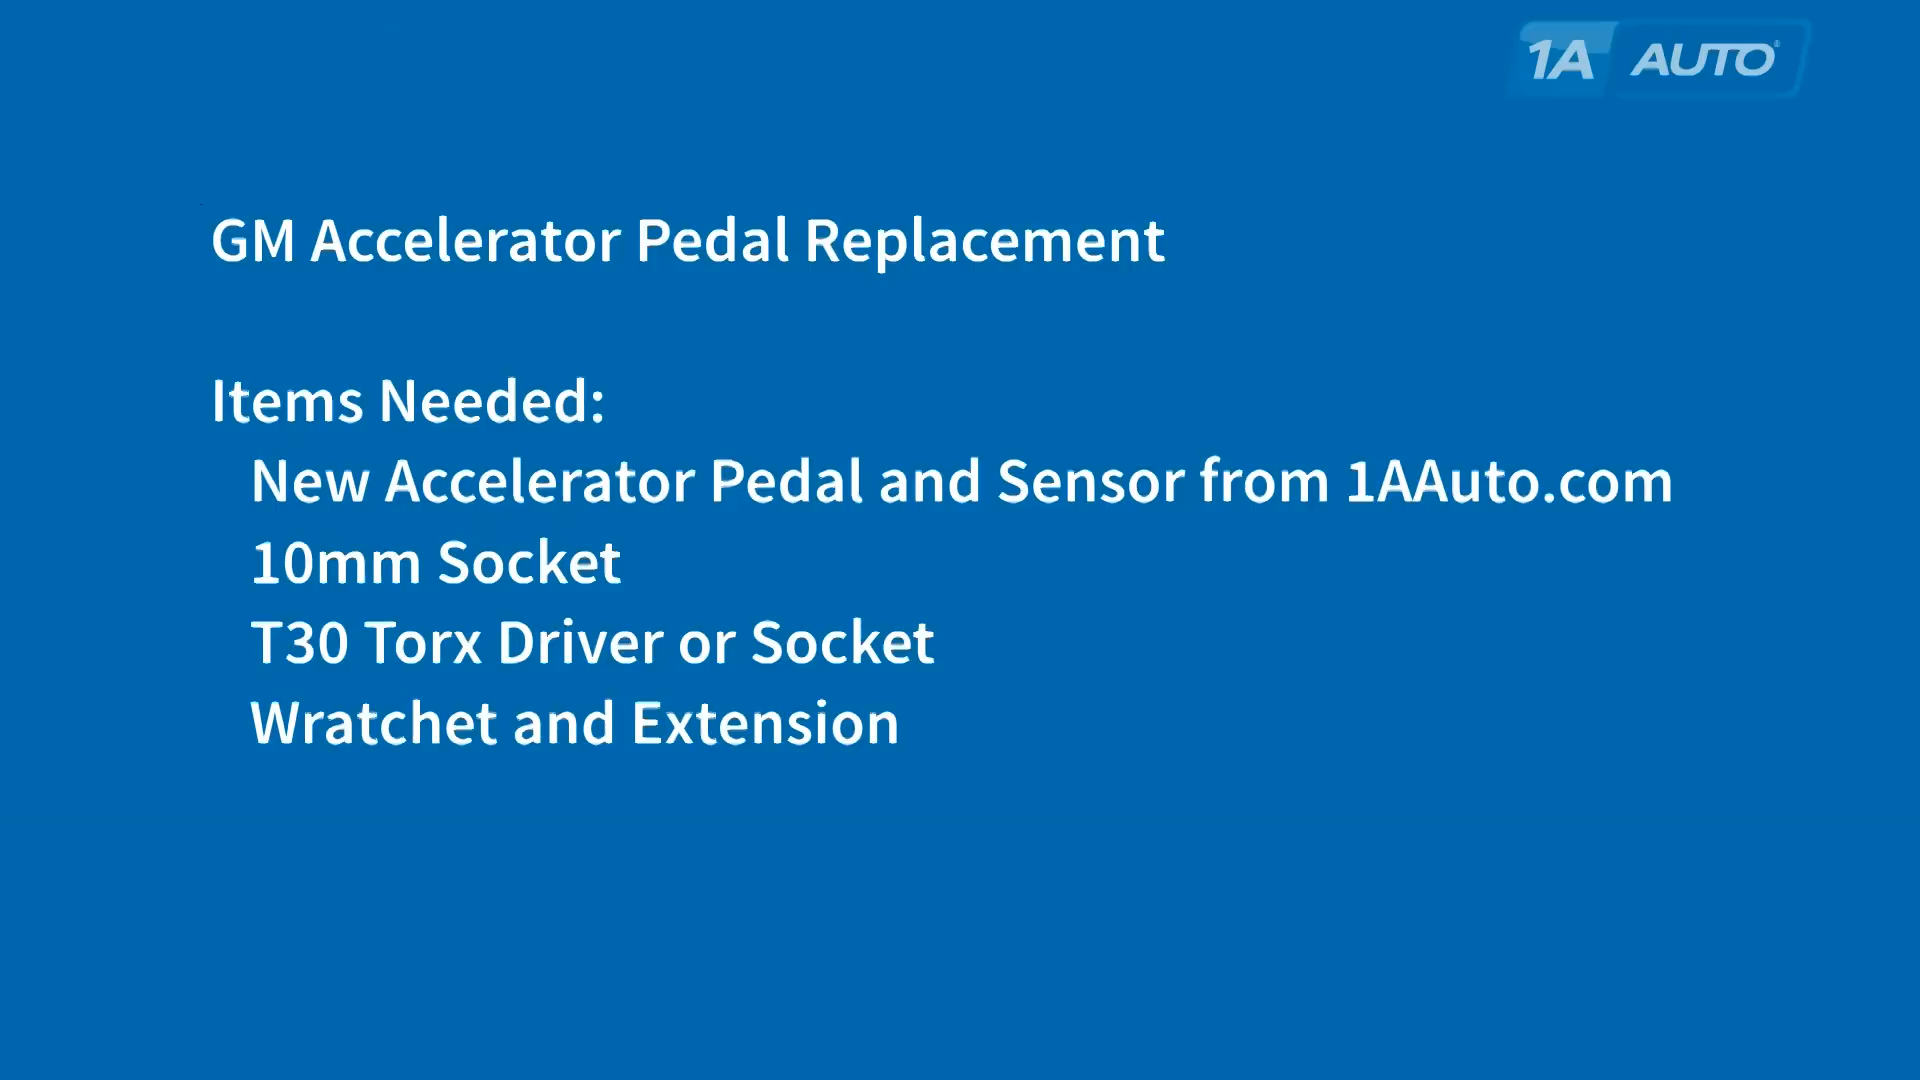 1A AUTO®
GM Accelerator Pedal Replacement
Items Needed:
New Accelerator Pedal and Sensor from 1AAuto.com
10mm Socket
T30 Torx Driver or Socket
Wratchet and Extension